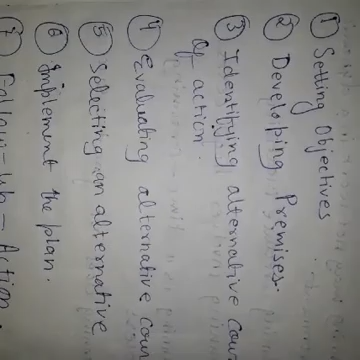 ① Setting Objectives
② Developing Premises.
③ Identifying alternative Cou
of action.
④ Evaluating alternative Cour
⑤ Selecting an alternative
⑥ Implement the plan.
⑦ Follow-up-Action.